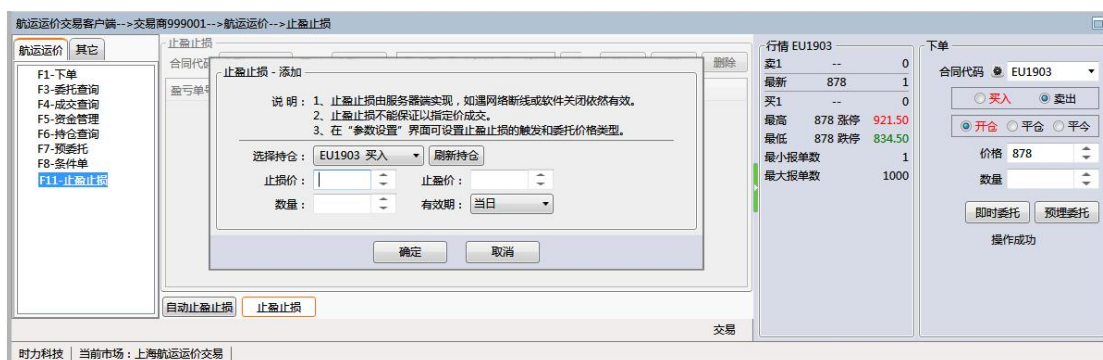 航运运价交易客户端-->交易商999001-->航运运价-->止盈止损
航运运价 其它
F1-下单
F3-委托查询
F4-成交查询
F5-资金管理
F6-持仓查询
F7-预委托
F8-条件单
F11-止盈止损
止盈止损
合同代码
删除
盈亏单号
止盈止损 - 添加
说 明： 1、止盈止损由服务器端实现，如遇网络断线或软件关闭依然有效。
2、止盈止损不能保证以指定价成交。
3、在“参数设置”界面可设置止盈止损的触发和委托价格类型。
选择持仓： EU1903 买入 刷新持仓
止损价： 止盈价：
数量： 有效期： 当日
确定 取消
自动止盈止损 止盈止损
交易
行情 EU1903
卖1 -- 0
最新 878 1
买1 -- 0
最高 878 涨停 921.50
最低 878 跌停 834.50
最小报单数 1
最大报单数 1000
下单
合同代码 EU1903
买入 卖出
开仓 平仓 平今
价格 878
数量
即时委托 预埋委托
操作成功
时力科技 当前市场：上海航运运价交易